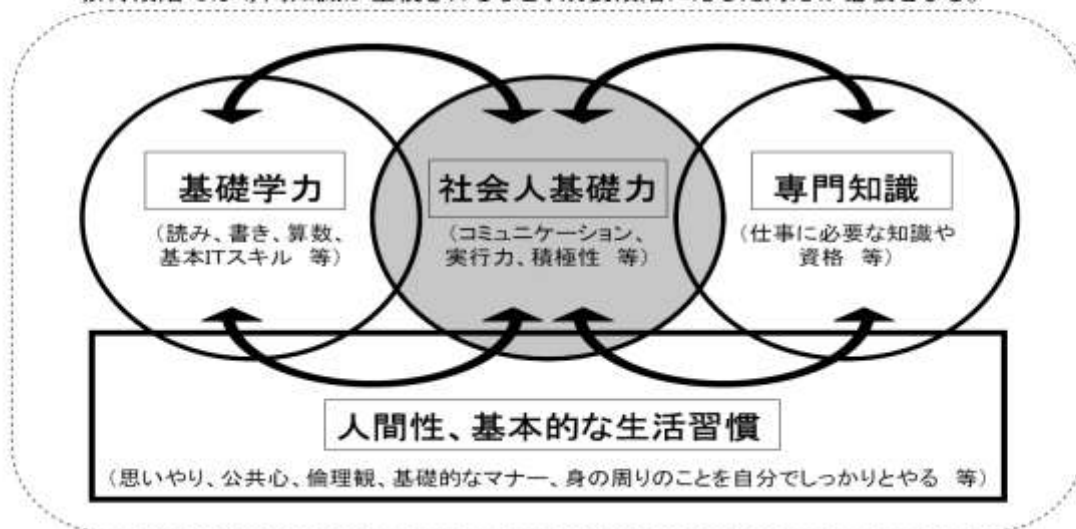 基礎学力
(読み、書き、算数、
基本ITスキル 等)
社会人基礎力
(コミュニケーション、
実行力、積極性 等)
専門知識
(仕事に必要な知識や
資格 等)
人間性、基本的な生活習慣
(思いやり、公共心、倫理観、基礎的なマナー、身の周りのことを自分でしっかりとやる 等)